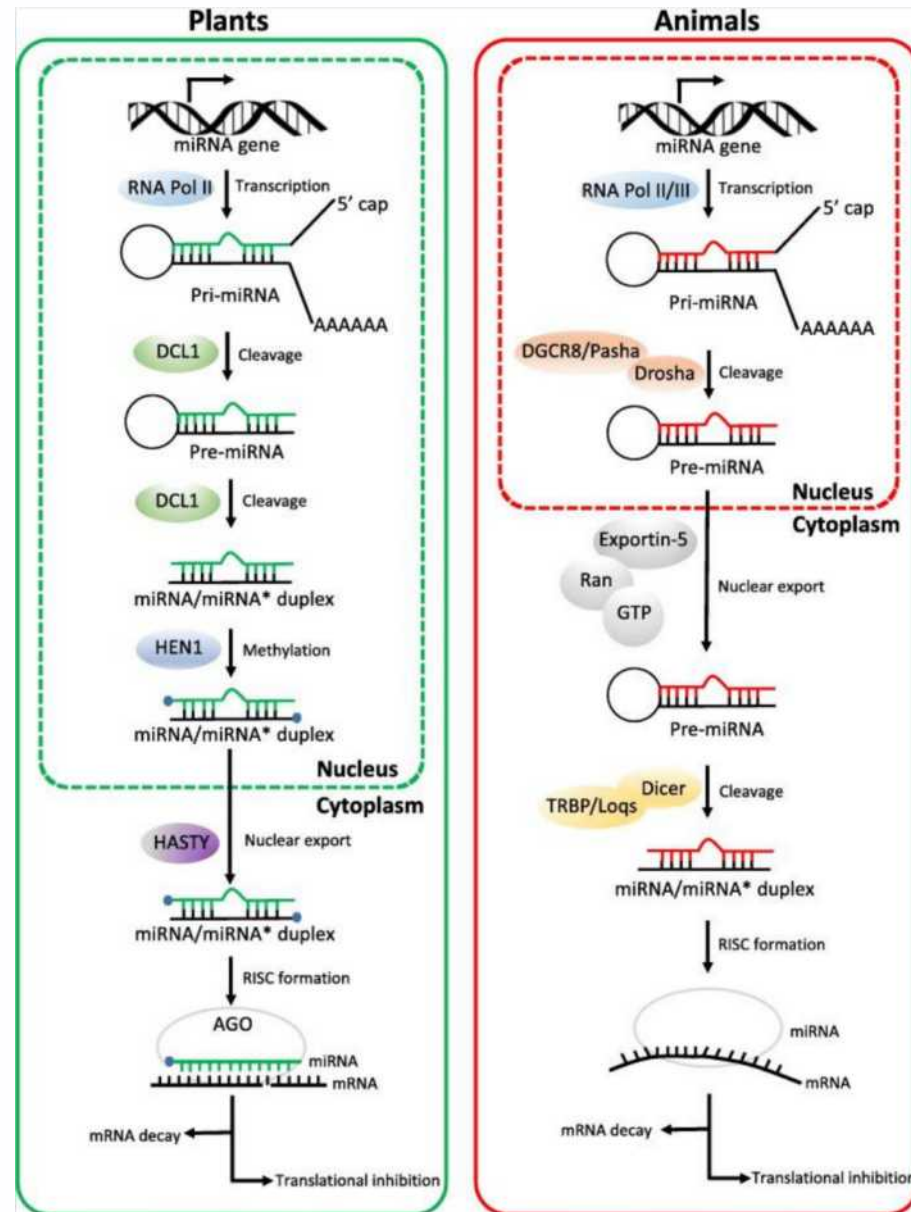 Plants
miRNA gene
RNA Pol II
Transcription
5' cap
Pri-miRNA
AAAAAA
DCL1
Cleavage
Pre-miRNA
DCL1
Cleavage
miRNA/miRNA* duplex
HEN1
Methylation
miRNA/miRNA* duplex
Nucleus
Cytoplasm
HASTY
Nuclear export
miRNA/miRNA* duplex
RISC formation
AGO
miRNA
mRNA
mRNA decay
Translational inhibition
Animals
miRNA gene
RNA Pol II/III
Transcription
5' cap
Pri-miRNA
AAAAAA
DGCR8/Pasha
Drosha
Cleavage
Pre-miRNA
Nucleus
Cytoplasm
Exportin-5
Ran
GTP
Nuclear export
Pre-miRNA
Dicer
TRBP/Loqs
Cleavage
miRNA/miRNA* duplex
RISC formation
miRNA
mRNA
mRNA decay
Translational inhibition